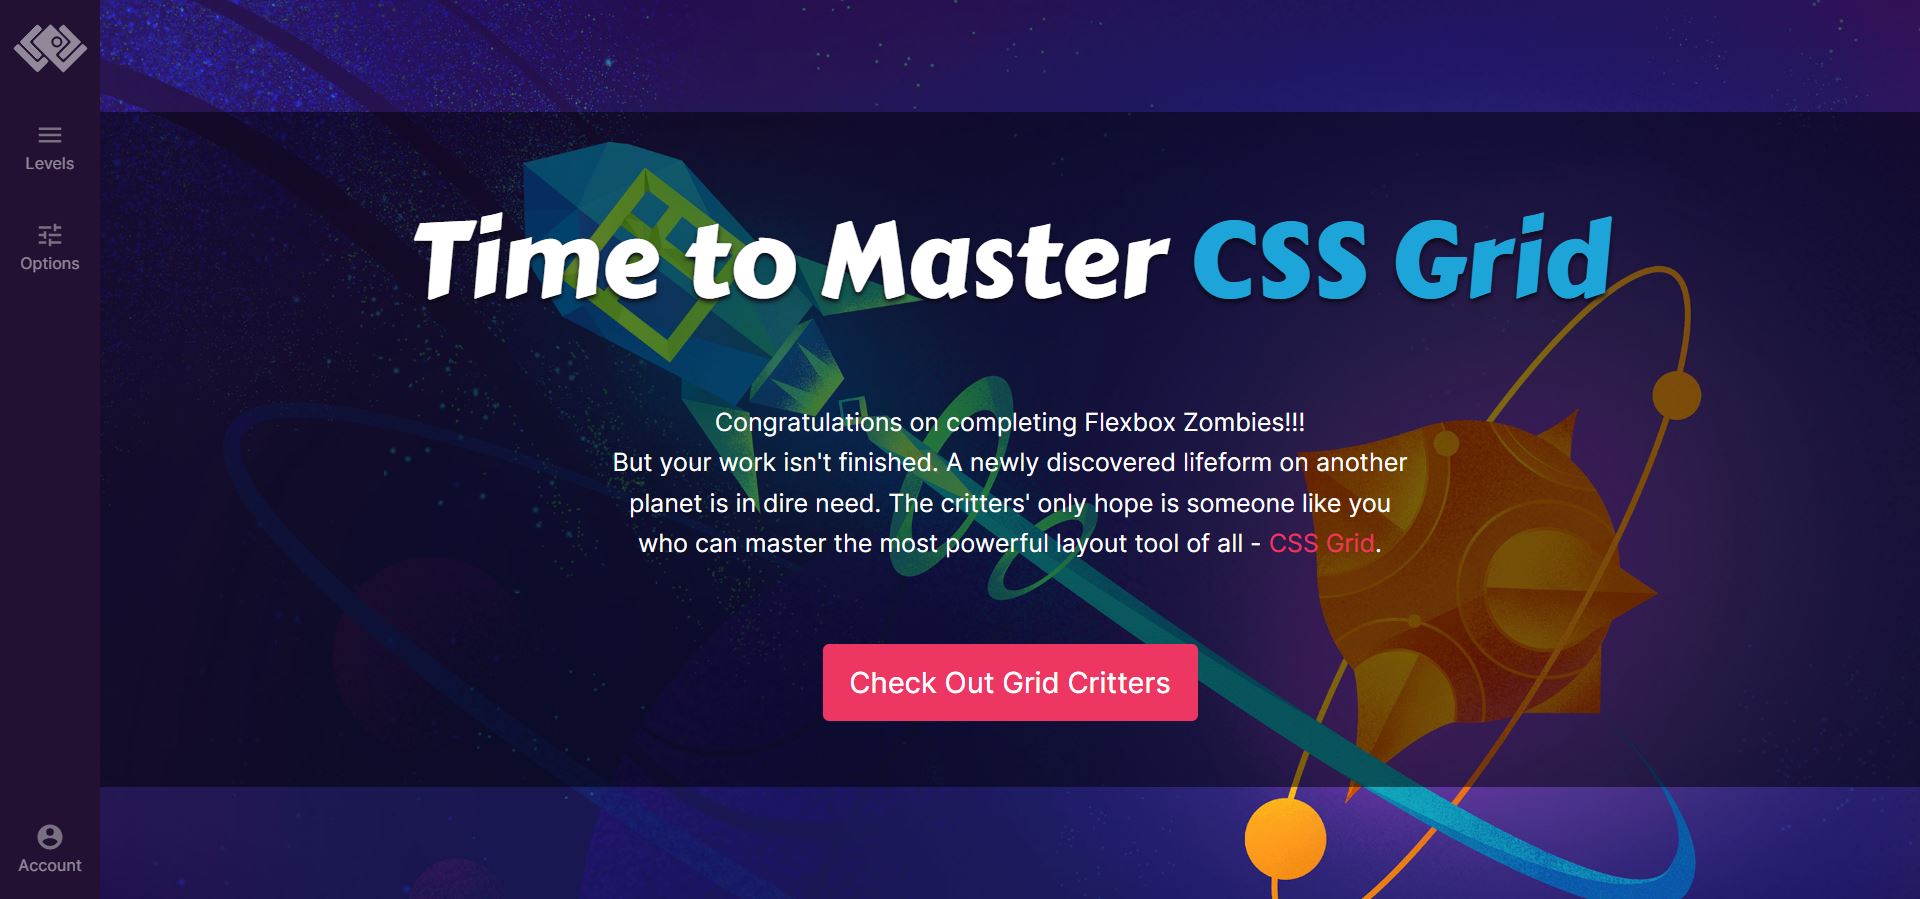 Levels
Options
Account
Time to Master CSS Grid
Congratulations on completing Flexbox Zombies!!!
But your work isn't finished. A newly discovered lifeform on another
planet is in dire need. The critters' only hope is someone like you
who can master the most powerful layout tool of all - CSS Grid.
Check Out Grid Critters